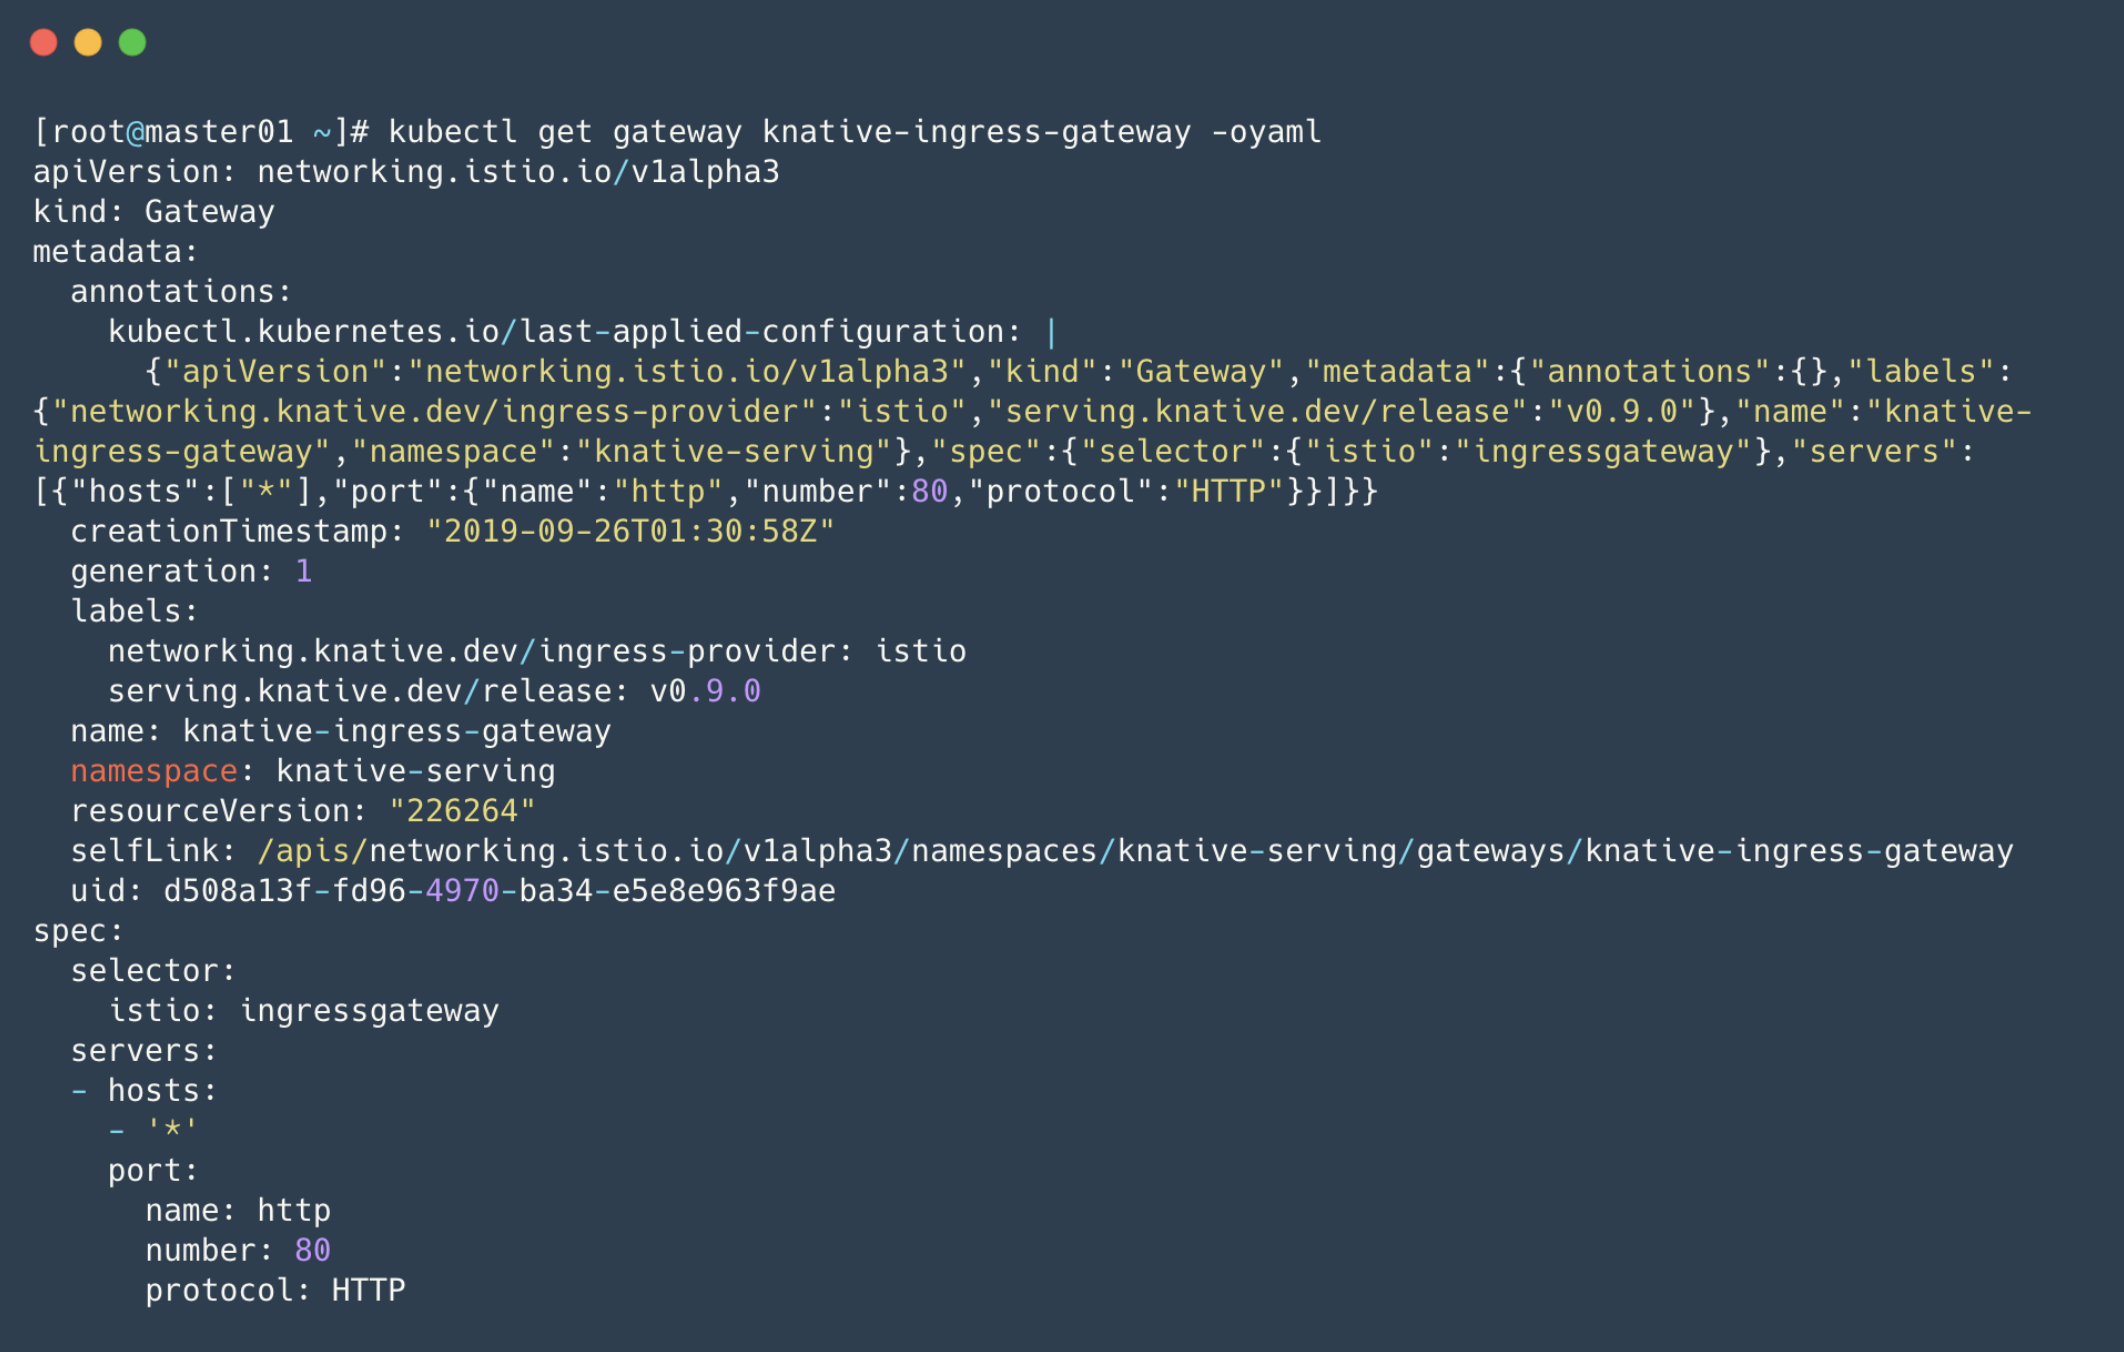 [root@master01 ~]# kubectl get gateway knative-ingress-gateway -oyaml
apiVersion: networking.istio.io/v1alpha3
kind: Gateway
metadata:
  annotations:
    kubectl.kubernetes.io/last-applied-configuration: |
      {"apiVersion":"networking.istio.io/v1alpha3","kind":"Gateway","metadata":{"annotations":{},"labels":
{"networking.knative.dev/ingress-provider":"istio","serving.knative.dev/release":"v0.9.0"},"name":"knative-
ingress-gateway","namespace":"knative-serving"},"spec":{"selector":{"istio":"ingressgateway"},"servers":
[{"hosts":["*"],"port":{"name":"http","number":80,"protocol":"HTTP"}}]}}
  creationTimestamp: "2019-09-26T01:30:58Z"
  generation: 1
  labels:
    networking.knative.dev/ingress-provider: istio
    serving.knative.dev/release: v0.9.0
  name: knative-ingress-gateway
  namespace: knative-serving
  resourceVersion: "226264"
  selfLink: /apis/networking.istio.io/v1alpha3/namespaces/knative-serving/gateways/knative-ingress-gateway
  uid: d508a13f-fd96-4970-ba34-e5e8e963f9ae
spec:
  selector:
    istio: ingressgateway
  servers:
  - hosts:
    - '*'
    port:
      name: http
      number: 80
      protocol: HTTP